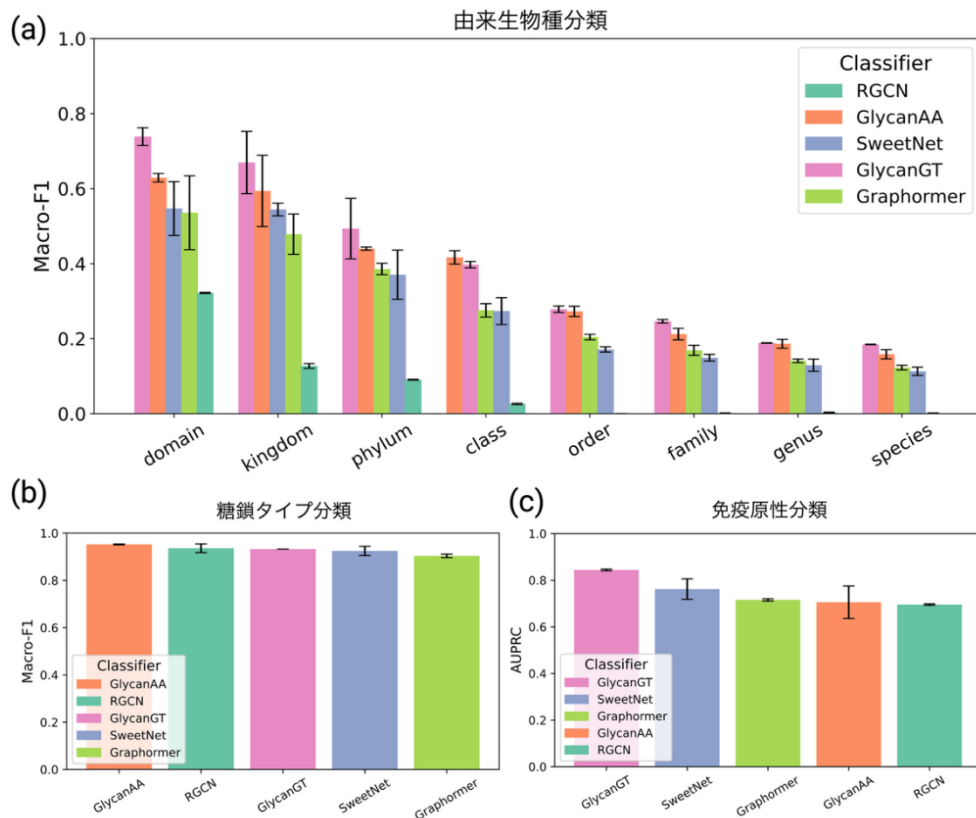 (a)
由来生物種分類
Macro-F1
1.0
0.8
0.6
0.4
0.2
0.0
Classifier
RGCN
GlycanAA
SweetNet
GlycanGT
Graphormer
domain
kingdom
phylum
class
order
family
genus
species
(b)
糖鎖タイプ分類
Macro-F1
1.0
0.8
0.6
0.4
0.2
0.0
Classifier
GlycanAA
RGCN
GlycanGT
SweetNet
Graphormer
GlycanAA
RGCN
GlycanGT
SweetNet
Graphormer
(c)
免疫原性分類
AUPRC
1.0
0.8
0.6
0.4
0.2
0.0
Classifier
GlycanGT
SweetNet
Graphormer
GlycanAA
RGCN
GlycanGT
SweetNet
Graphormer
GlycanAA
RGCN